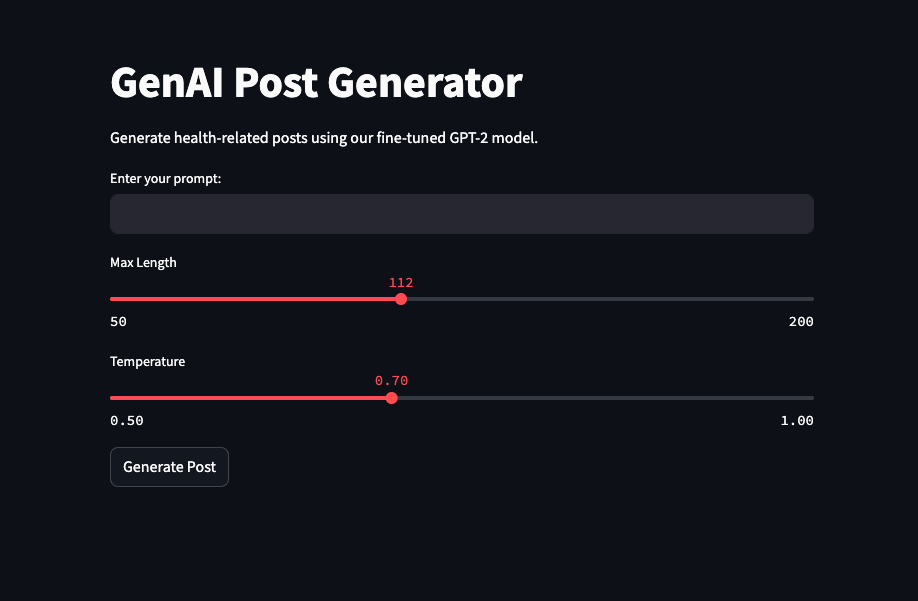 GenAI Post Generator
Generate health-related posts using our fine-tuned GPT-2 model.
Enter your prompt:
Max Length
112
50 200
Temperature
0.70
0.50 1.00
Generate Post